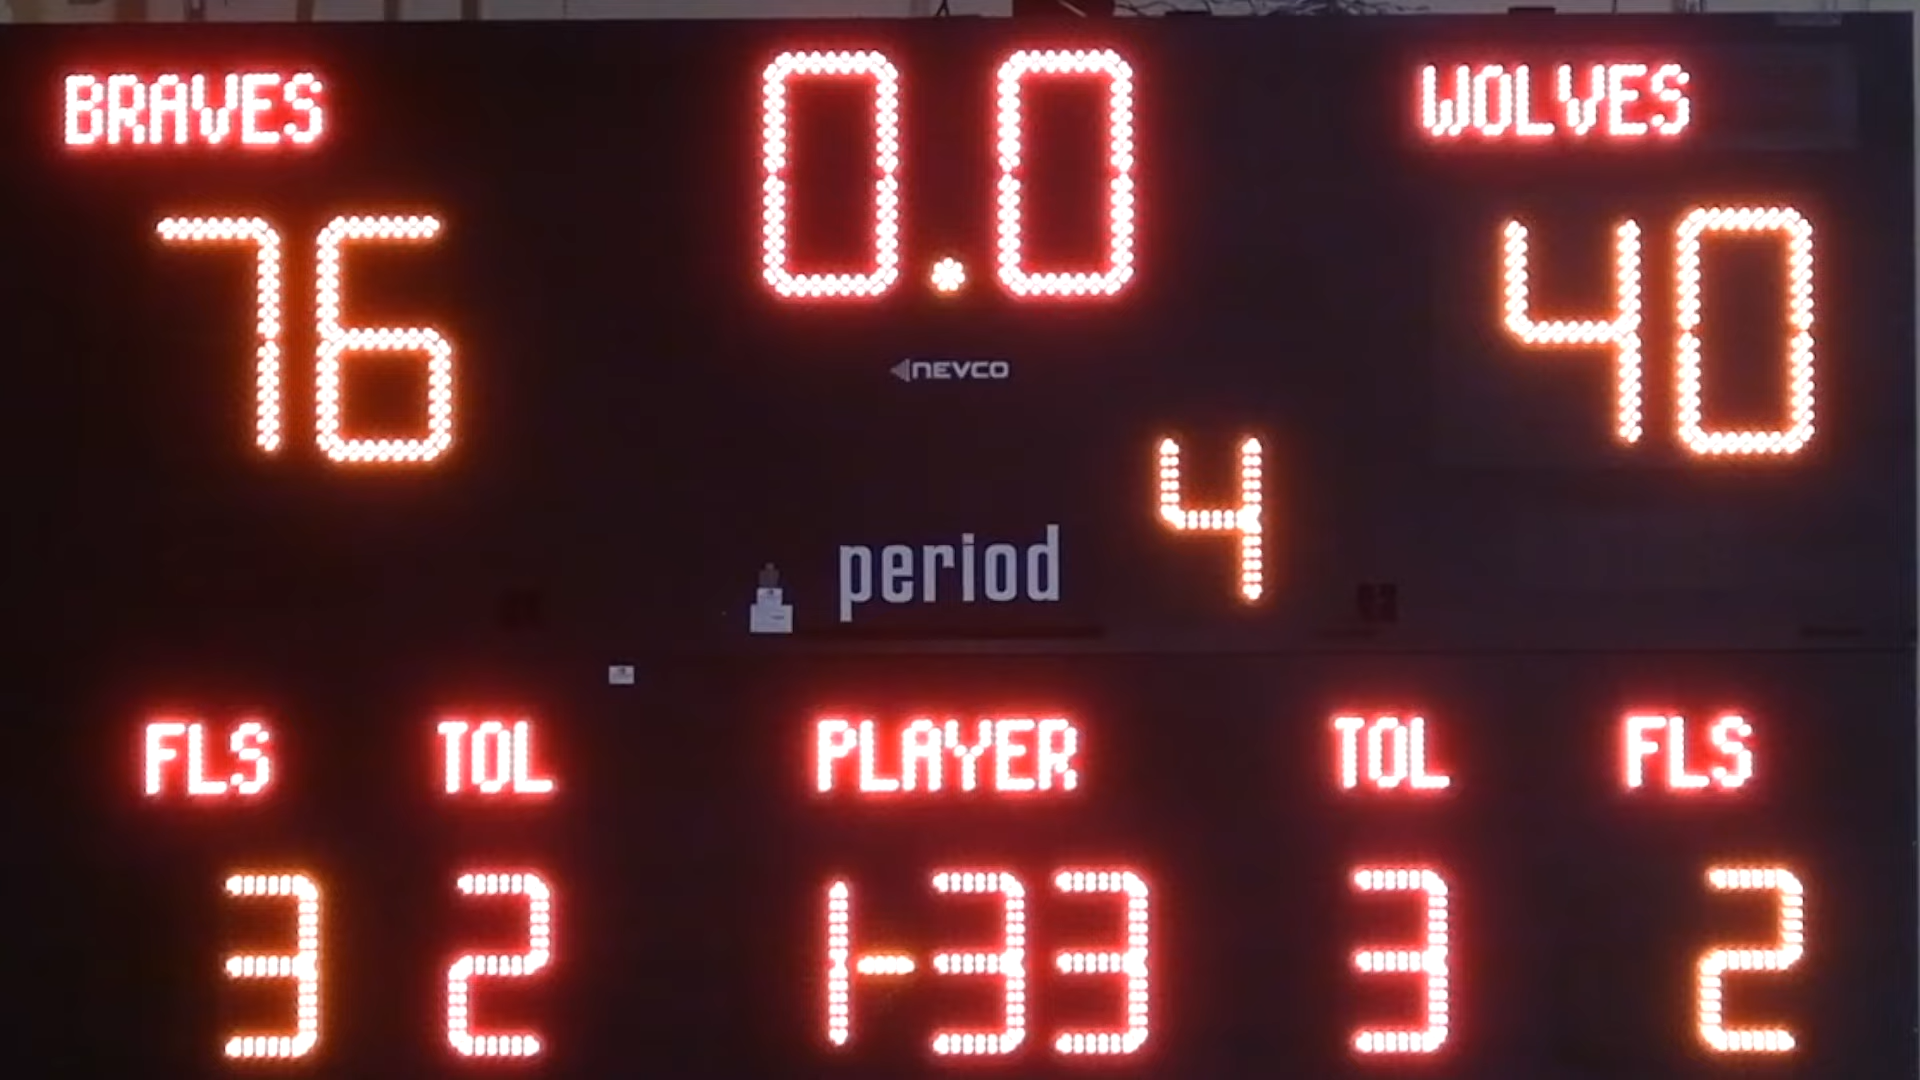 BRAVES 0.0 WOLVES
76 40
NEVCO
period 4
FLS TOL PLAYER TOL FLS
3 2 1-33 3 2